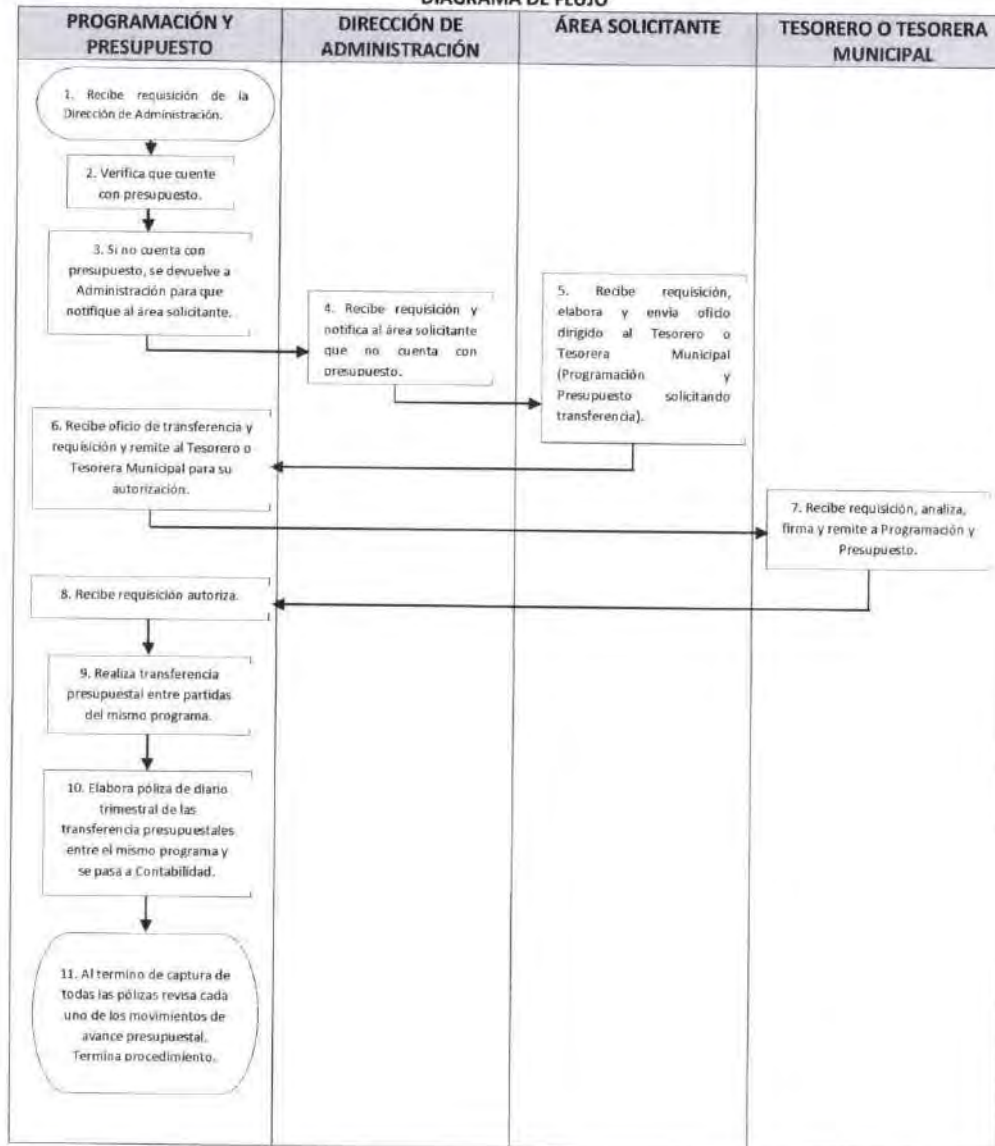 DIAGRAMA DE FLUJO
PROGRAMACIÓN Y
PRESUPUESTO
DIRECCIÓN DE
ADMINISTRACIÓN
ÁREA SOLICITANTE
TESORERO O TESORERA
MUNICIPAL
1. Recibe requisición de la
Dirección de Administración.
2. Verifica que cuente
con presupuesto.
3. Si no cuenta con
presupuesto, se devuelve a
Administración para que
notifique al área solicitante.
4. Recibe requisición y
notifica al área solicitante
que no cuenta con
presupuesto.
5. Recibe requisición,
elabora y envía oficio
dirigido al Tesorero o
Tesorera Municipal
(Programación y
Presupuesto solicitando
transferencia).
6. Recibe oficio de transferencia y
requisición y remite al Tesorero o
Tesorera Municipal para su
autorización.
7. Recibe requisición, analiza,
firma y remite a Programación y
Presupuesto.
8. Recibe requisición autoriza.
9. Realiza transferencia
presupuestal entre partidas
del mismo programa.
10. Elabora póliza de diario
trimestral de las
transferencia presupuestales
entre el mismo programa y
se pasa a Contabilidad.
11. Al termino de captura de
todas las pólizas revisa cada
uno de los movimientos de
avance presupuestal.
Termina procedimiento.